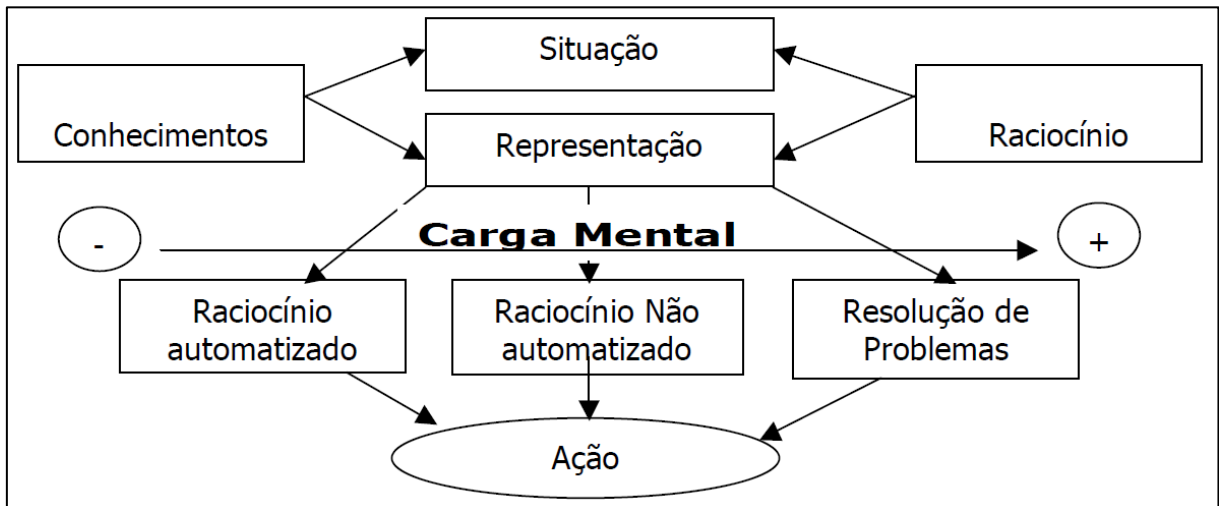 Situação
Conhecimentos
Representação
Raciocínio
Carga Mental
-
+
Raciocínio
automatizado
Raciocínio Não
automatizado
Resolução de
Problemas
Ação